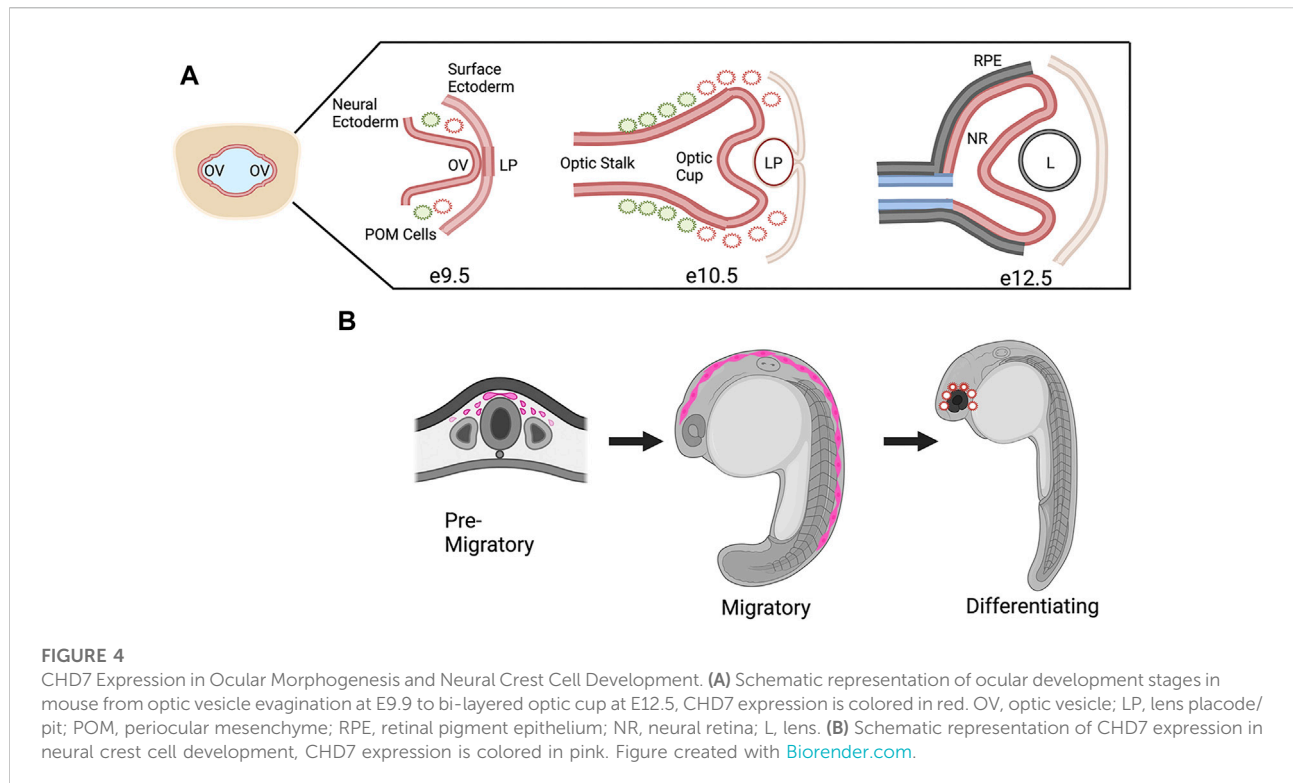 A
Surface
Ectoderm
Neural
Ectoderm
OV OV
OV
LP
POM Cells
e9.5
Optic Stalk
Optic
Cup
LP
e10.5
RPE
NR
L
e12.5
B
Pre-
Migratory
Migratory
Differentiating
FIGURE 4
CHD7 Expression in Ocular Morphogenesis and Neural Crest Cell Development. (A) Schematic representation of ocular development stages in
mouse from optic vesicle evagination at E9.9 to bi-layered optic cup at E12.5, CHD7 expression is colored in red. OV, optic vesicle; LP, lens placode/
pit; POM, periocular mesenchyme; RPE, retinal pigment epithelium; NR, neural retina; L, lens. (B) Schematic representation of CHD7 expression in
neural crest cell development, CHD7 expression is colored in pink. Figure created with Biorender.com.